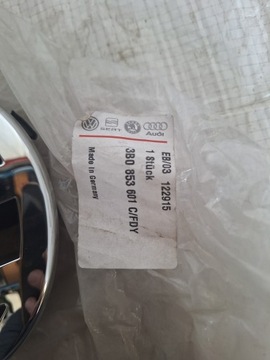 SEAT
Audi
EB/03 122915
1 Stück
3B0 853 601 C/FDY
Made in Germany